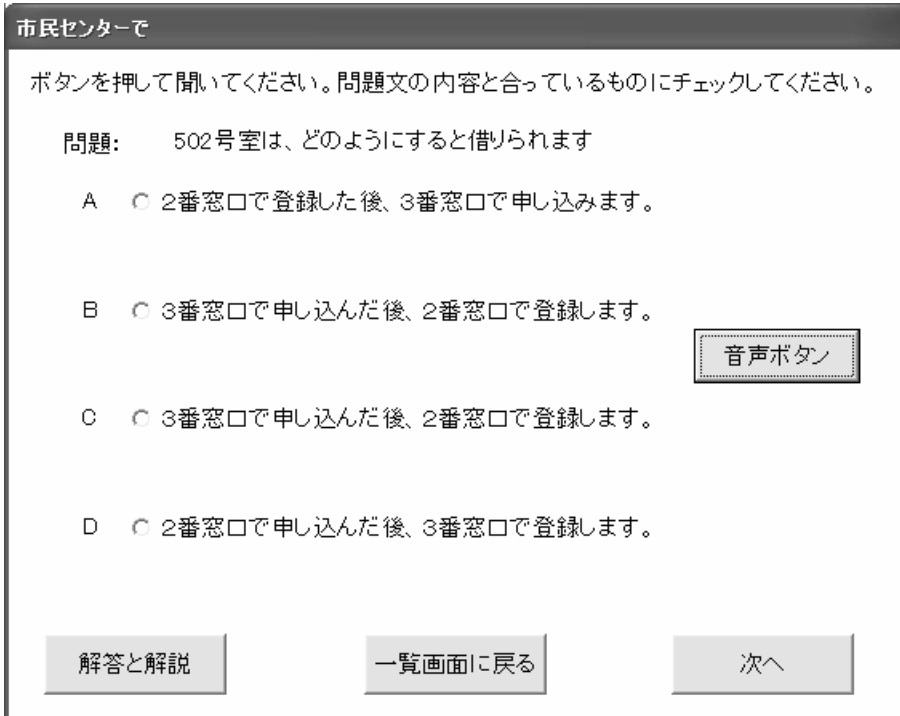 市民センターで
ボタンを押して聞いてください。問題文の内容と合っているものにチェックしてください。
問題: 502号室は、どのようにすると借りられます
A 2番窓口で登録した後、3番窓口で申し込みます。
B 3番窓口で申し込んだ後、2番窓口で登録します。
音声ボタン
C 3番窓口で申し込んだ後、2番窓口で登録します。
D 2番窓口で申し込んだ後、3番窓口で登録します。
解答と解説 一覧画面に戻る 次へ